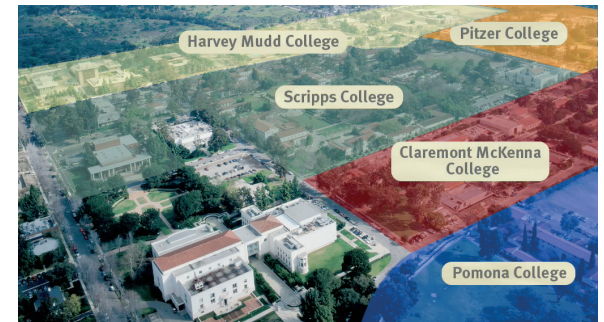 Harvey Mudd College
Pitzer College
Scripps College
Claremont McKenna
College
Pomona College